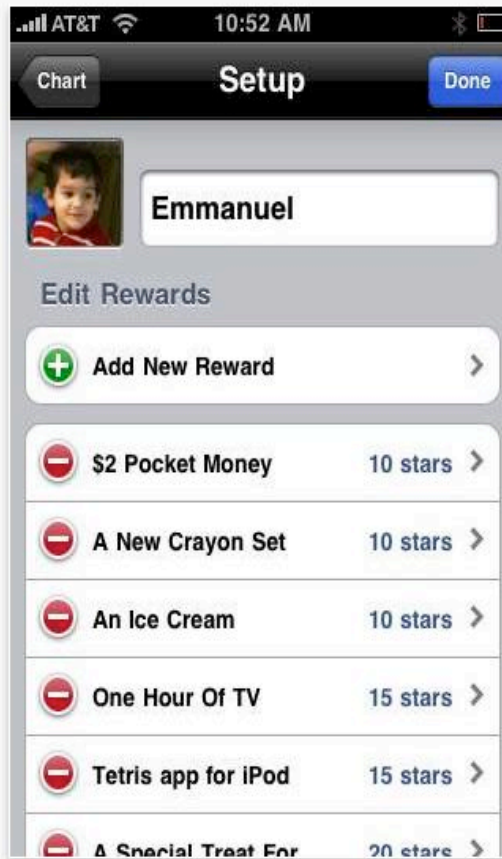 AT&T 10:52 AM
Chart Setup Done
Emmanuel
Edit Rewards
Add New Reward
$2 Pocket Money 10 stars
A New Crayon Set 10 stars
An Ice Cream 10 stars
One Hour Of TV 15 stars
Tetris app for iPod 15 stars
A Special Treat For 20 stars